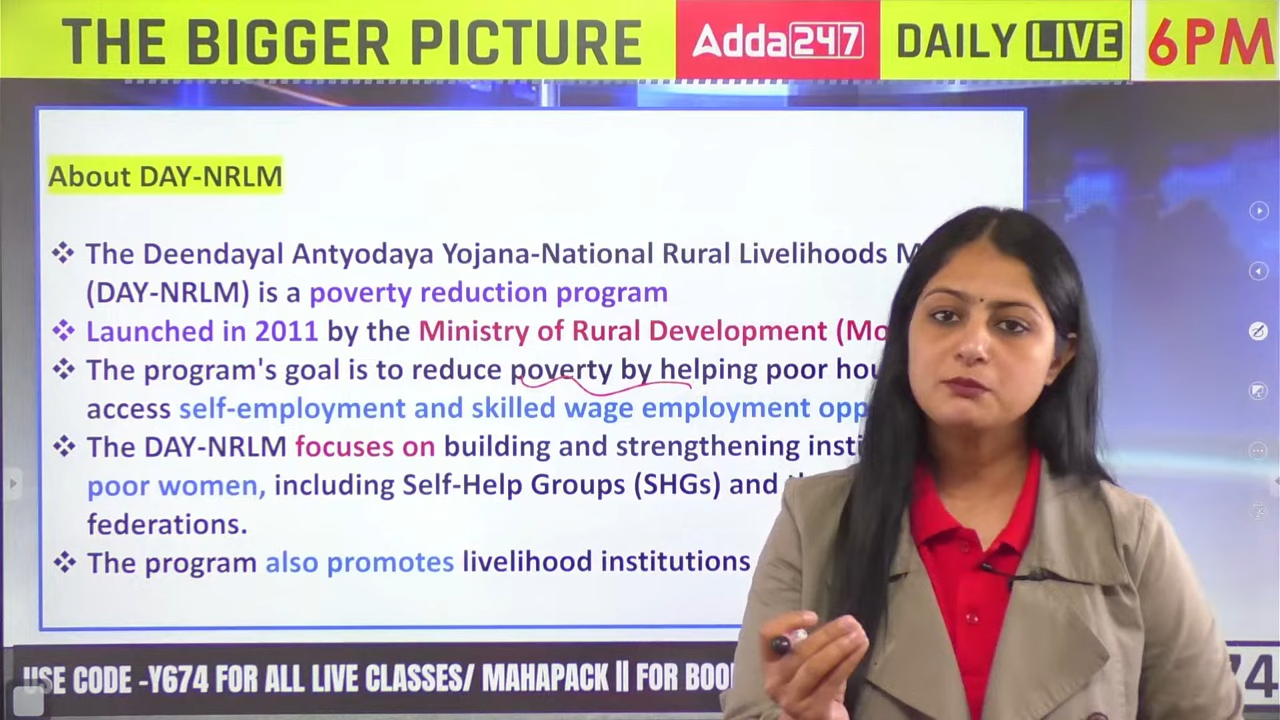 THE BIGGER PICTURE
Adda247
DAILY LIVE
6PM
About DAY-NRLM
❖ The Deendayal Antyodaya Yojana-National Rural Livelihoods M
(DAY-NRLM) is a poverty reduction program
❖ Launched in 2011 by the Ministry of Rural Development (Mo
❖ The program's goal is to reduce poverty by helping poor hou
access self-employment and skilled wage employment opp
❖ The DAY-NRLM focuses on building and strengthening insti
poor women, including Self-Help Groups (SHGs) and
federations.
❖ The program also promotes livelihood institutions
USE CODE -Y674 FOR ALL LIVE CLASSES/ MAHAPACK || FOR BOO
74